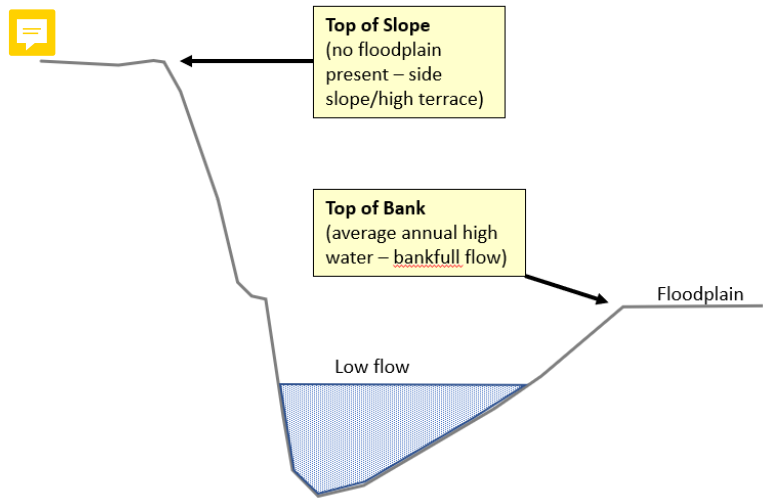 Top of Slope
(no floodplain
present – side
slope/high terrace)
Top of Bank
(average annual high
water – bankfull flow)
Floodplain
Low flow